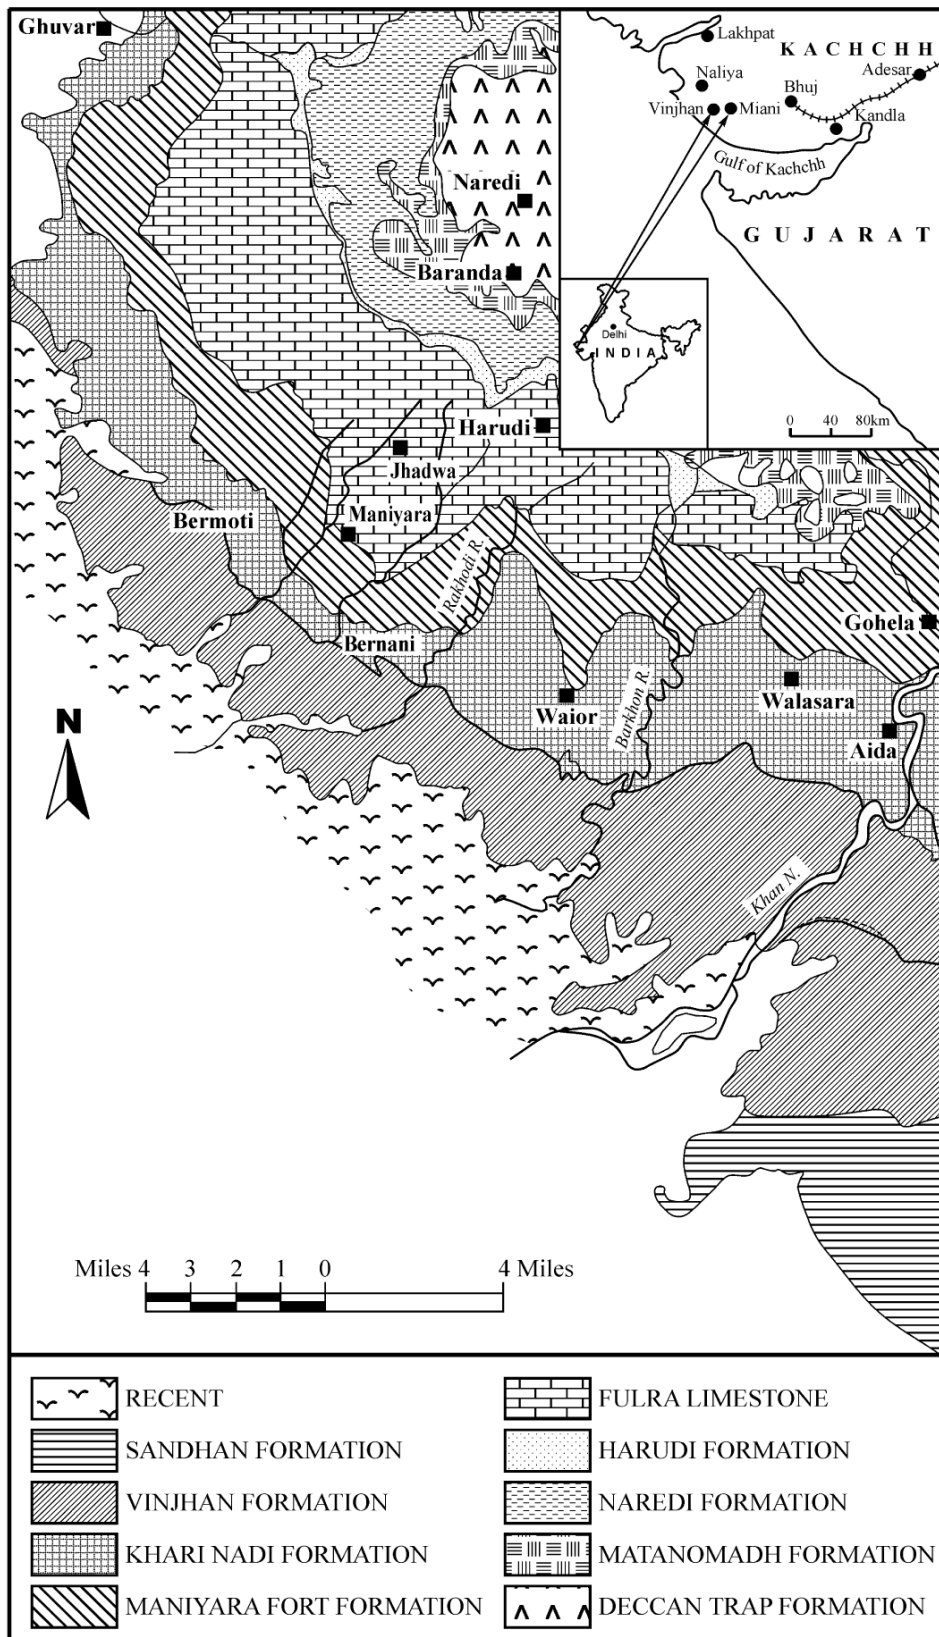 Ghuvar
Lakhpat
KACHCHH
Adesar
Naliya
Bhuj
Vinjhan
Miani
Kandla
Gulf of Kachchh
GUJARAT
Delhi
INDIA
0 40 80km
Naredi
Baranda
Harudi
Jhadwa
Bermoti
Maniyara
Rakhodi R.
Gohela
Bernani
Barkhon R.
Walasara
Waior
Aida
N
Khan N.
Miles 4 3 2 1 0 4 Miles
RECENT
SANDHAN FORMATION
VINJHAN FORMATION
KHARI NADI FORMATION
MANIYARA FORT FORMATION
FULRA LIMESTONE
HARUDI FORMATION
NAREDI FORMATION
MATANOMADH FORMATION
DECCAN TRAP FORMATION